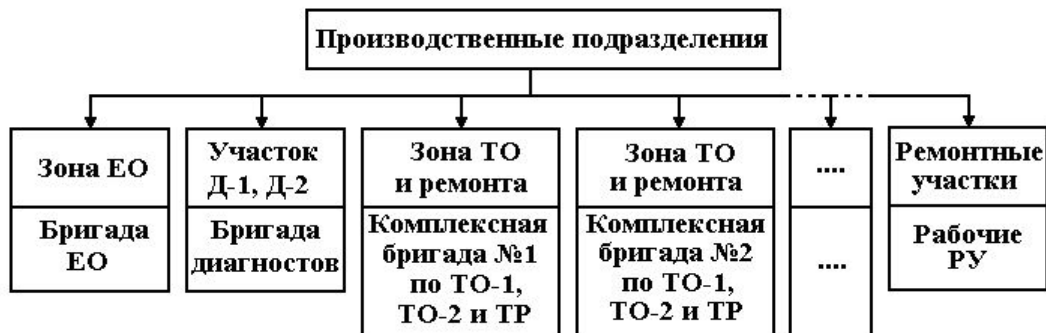 Производственные подразделения
Зона ЕО
Бригада
ЕО
Участок
Д-1, Д-2
Бригада
диагностов
Зона ТО
и ремонта
Комплексная
бригада №1
по ТО-1,
ТО-2 и ТР
Зона ТО
и ремонта
Комплексная
бригада №2
по ТО-1,
ТО-2 и ТР
....
....
Ремонтные
участки
Рабочие
РУ